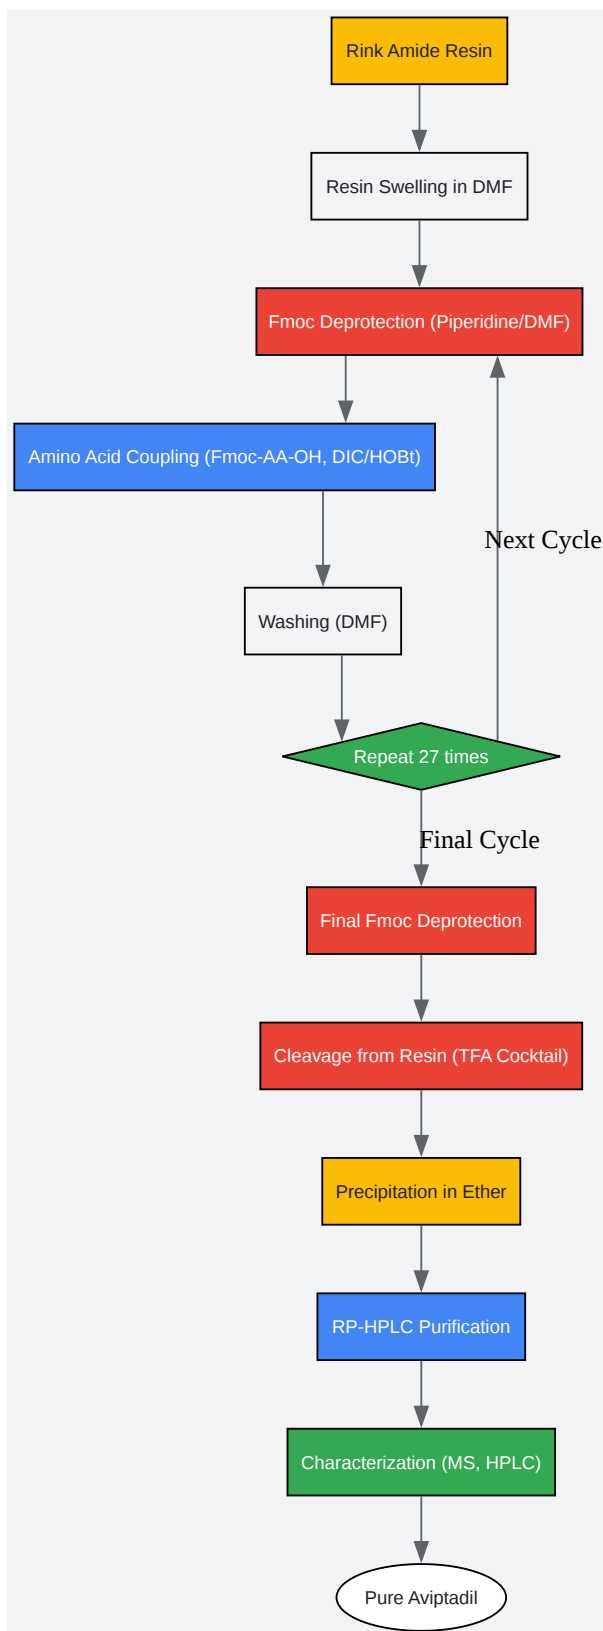 Rink Amide Resin
Resin Swelling in DMF
Fmoc Deprotection (Piperidine/DMF)
Amino Acid Coupling (Fmoc-AA-OH, DIC/HOBt)
Next Cycle
Washing (DMF)
Repeat 27 times
Final Cycle
Final Fmoc Deprotection
Cleavage from Resin (TFA Cocktail)
Precipitation in Ether
RP-HPLC Purification
Characterization (MS, HPLC)
Pure Aviptadil